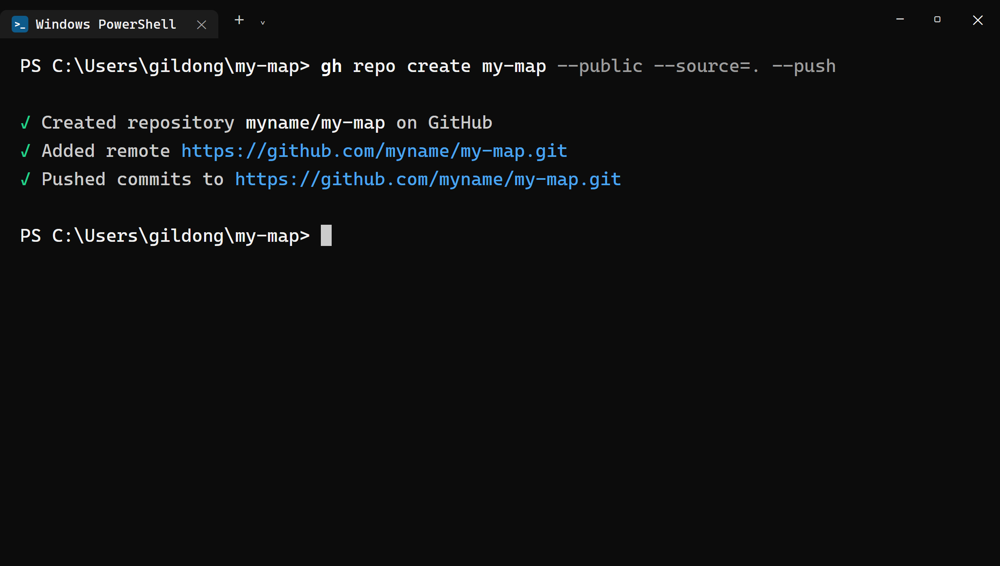 >_ Windows PowerShell
PS C:\Users\gildong\my-map> gh repo create my-map --public --source=. --push
√ Created repository myname/my-map on GitHub
√ Added remote https://github.com/myname/my-map.git
√ Pushed commits to https://github.com/myname/my-map.git
PS C:\Users\gildong\my-map>